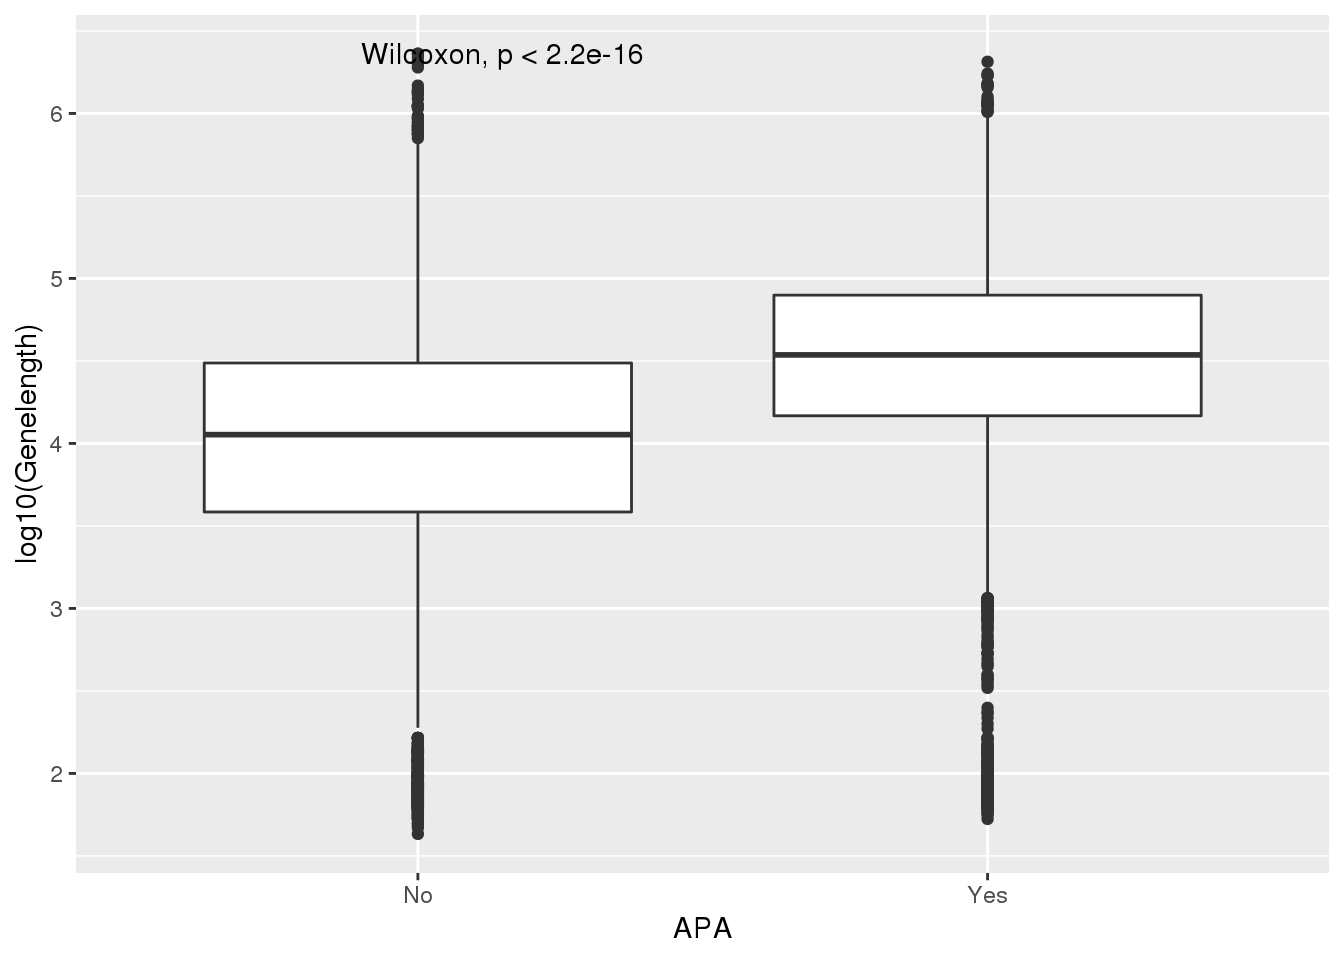 Wilcoxon, p < 2.2e-16
6
5
4
3
2
log10(Genelength)
No
Yes
APA